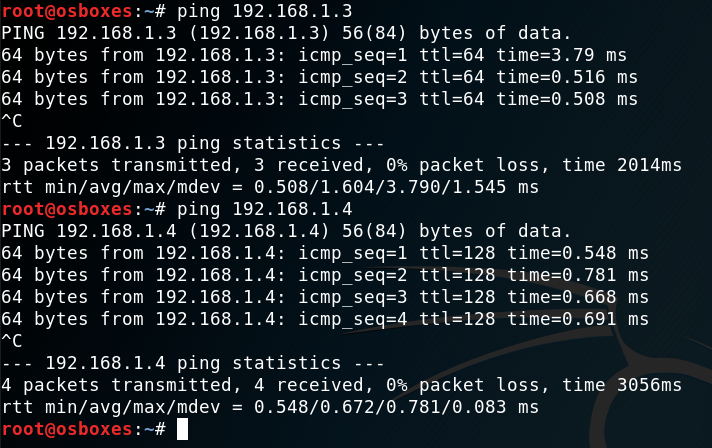 root@osboxes:~# ping 192.168.1.3
PING 192.168.1.3 (192.168.1.3) 56(84) bytes of data.
64 bytes from 192.168.1.3: icmp_seq=1 ttl=64 time=3.79 ms
64 bytes from 192.168.1.3: icmp_seq=2 ttl=64 time=0.516 ms
64 bytes from 192.168.1.3: icmp_seq=3 ttl=64 time=0.508 ms
^C
--- 192.168.1.3 ping statistics ---
3 packets transmitted, 3 received, 0% packet loss, time 2014ms
rtt min/avg/max/mdev = 0.508/1.604/3.790/1.545 ms
root@osboxes:~# ping 192.168.1.4
PING 192.168.1.4 (192.168.1.4) 56(84) bytes of data.
64 bytes from 192.168.1.4: icmp_seq=1 ttl=128 time=0.548 ms
64 bytes from 192.168.1.4: icmp_seq=2 ttl=128 time=0.781 ms
64 bytes from 192.168.1.4: icmp_seq=3 ttl=128 time=0.668 ms
64 bytes from 192.168.1.4: icmp_seq=4 ttl=128 time=0.691 ms
^C
--- 192.168.1.4 ping statistics ---
4 packets transmitted, 4 received, 0% packet loss, time 3056ms
rtt min/avg/max/mdev = 0.548/0.672/0.781/0.083 ms
root@osboxes:~#